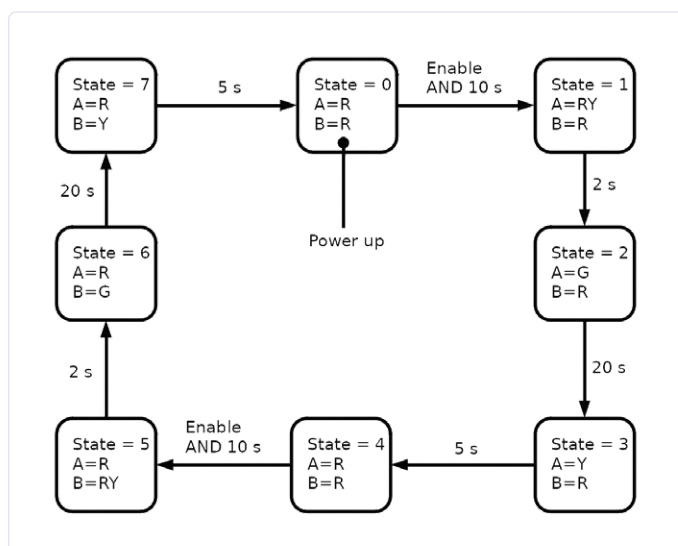 State = 7
A=R
B=Y
5 s
State = 0
A=R
B=R
Enable
AND 10 s
State = 1
A=RY
B=R
20 s
Power up
2 s
State = 6
A=R
B=G
State = 2
A=G
B=R
2 s
20 s
State = 5
A=R
B=RY
Enable
AND 10 s
State = 4
A=R
B=R
5 s
State = 3
A=Y
B=R